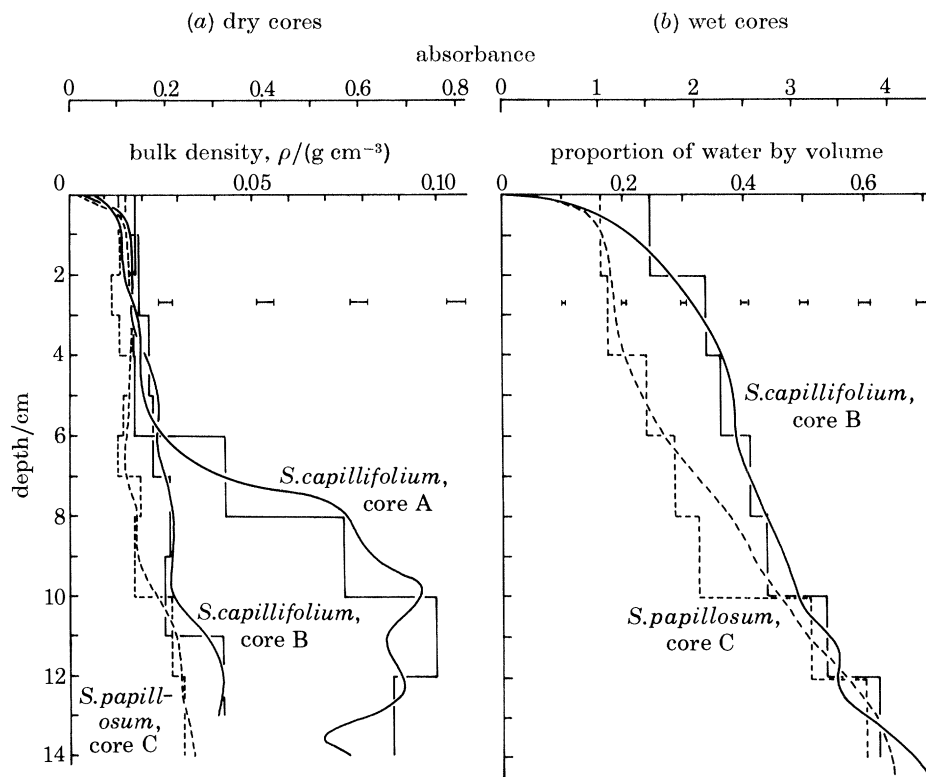 (a) dry cores
(b) wet cores
absorbance
0 0.2 0.4 0.6 0.8
0 1 2 3 4
bulk density, ρ/(g cm⁻³)
proportion of water by volume
0 0.05 0.10
0 0.2 0.4 0.6
depth/cm
2
4
6
8
10
12
14
S.capillifolium,
core A
S.capillifolium,
core B
S.papill-
osum,
core C
S.capillifolium,
core B
S.papillosum,
core C